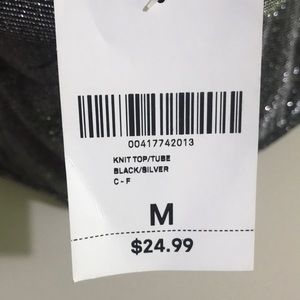 00417742013
KNIT TOP/TUBE
BLACK/SILVER
C - F
M
$24.99